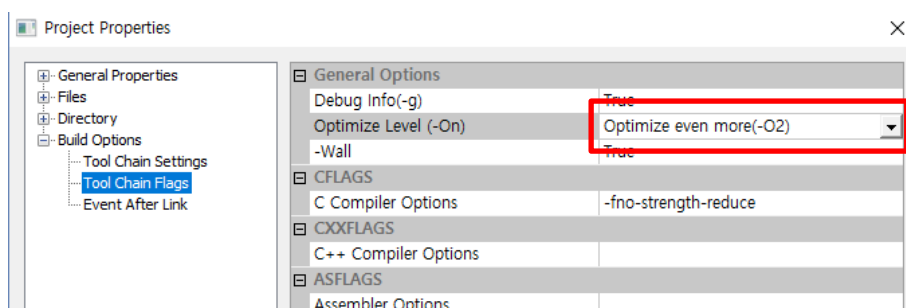 Project Properties
General Properties
Files
Directory
Build Options
Tool Chain Settings
Tool Chain Flags
Event After Link
General Options
Debug Info(-g) True
Optimize Level (-On) Optimize even more(-O2)
-Wall True
CFLAGS
C Compiler Options -fno-strength-reduce
CXXFLAGS
C++ Compiler Options
ASFLAGS
Assembler Options